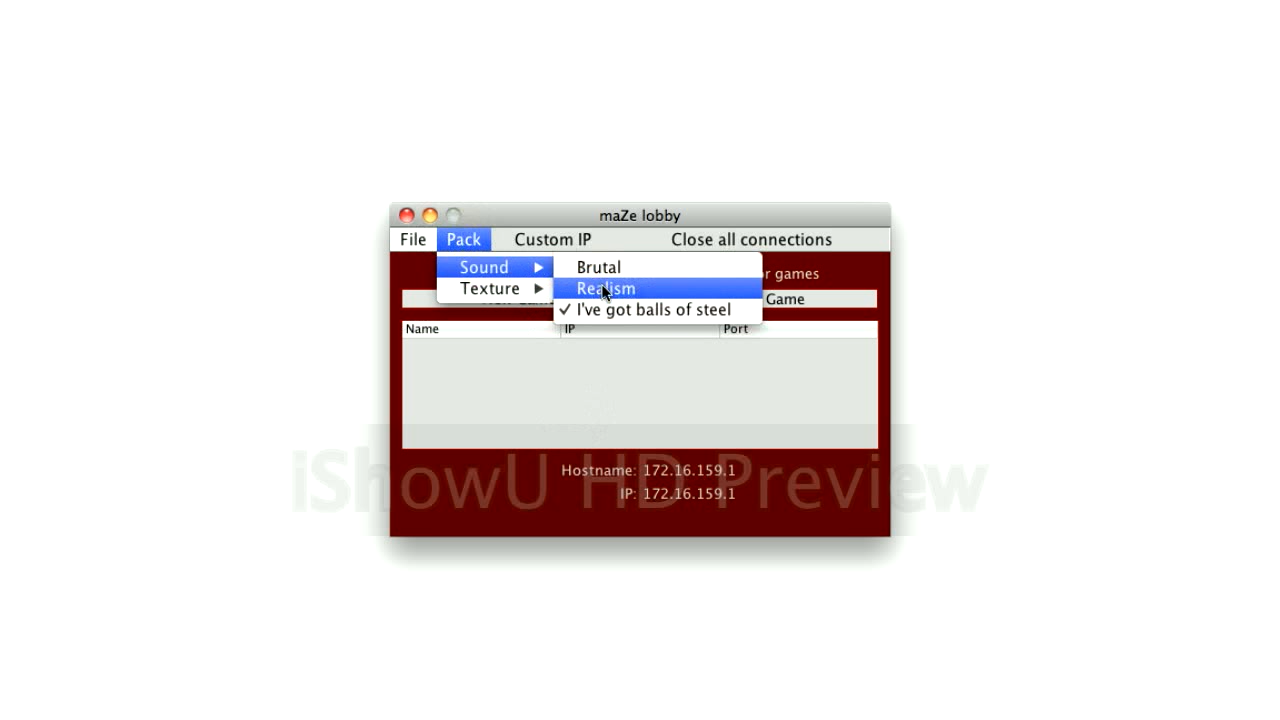 maZe lobby
File Pack Custom IP Close all connections
Sound Brutal
or games
Texture Realism
Game
✓ I've got balls of steel
Name IP Port
Hostname: 172.16.159.1
IP: 172.16.159.1
iShowU HD Preview